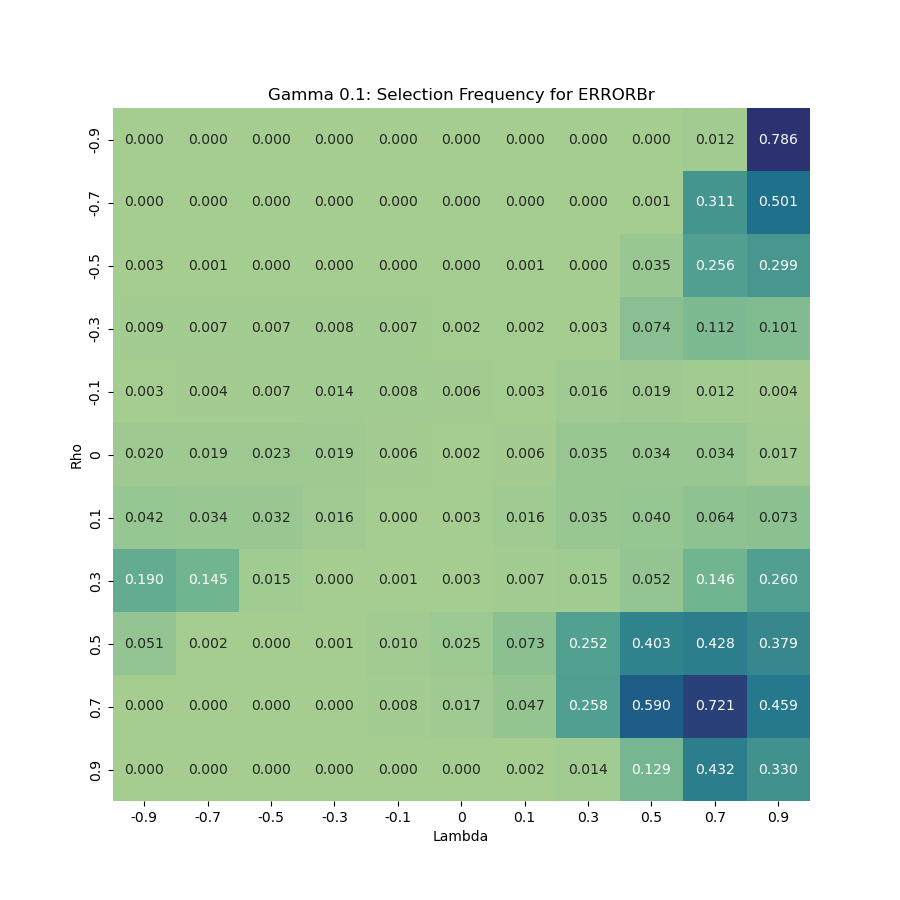 Gamma 0.1: Selection Frequency for ERRORBr
-0.9 0.000 0.000 0.000 0.000 0.000 0.000 0.000 0.000 0.000 0.012 0.786
-0.7 0.000 0.000 0.000 0.000 0.000 0.000 0.000 0.000 0.001 0.311 0.501
-0.5 0.003 0.001 0.000 0.000 0.000 0.000 0.001 0.000 0.035 0.256 0.299
-0.3 0.009 0.007 0.007 0.008 0.007 0.002 0.002 0.003 0.074 0.112 0.101
-0.1 0.003 0.004 0.007 0.014 0.008 0.006 0.003 0.016 0.019 0.012 0.004
Rho
0 0.020 0.019 0.023 0.019 0.006 0.002 0.006 0.035 0.034 0.034 0.017
0.1 0.042 0.034 0.032 0.016 0.000 0.003 0.016 0.035 0.040 0.064 0.073
0.3 0.190 0.145 0.015 0.000 0.001 0.003 0.007 0.015 0.052 0.146 0.260
0.5 0.051 0.002 0.000 0.001 0.010 0.025 0.073 0.252 0.403 0.428 0.379
0.7 0.000 0.000 0.000 0.000 0.008 0.017 0.047 0.258 0.590 0.721 0.459
0.9 0.000 0.000 0.000 0.000 0.000 0.000 0.002 0.014 0.129 0.432 0.330
-0.9 -0.7 -0.5 -0.3 -0.1 0 0.1 0.3 0.5 0.7 0.9
Lambda